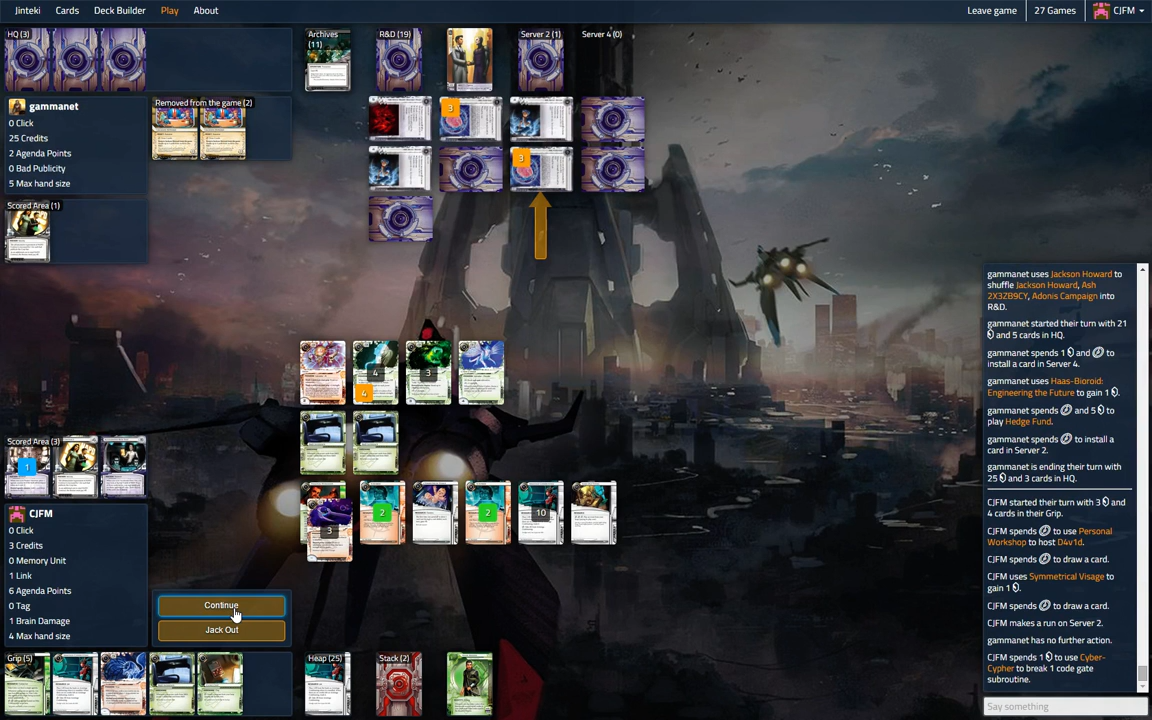 Jinteki
Cards
Deck Builder
Play
About
Leave game
27 Games
CJFM
HQ (3)
Archives (11)
R&D (19)
Server 2 (1)
Server 4 (0)
gammanet
0 Click
25 Credits
2 Agenda Points
0 Bad Publicity
5 Max hand size
Removed from the game (2)
3
3
Scored Area (1)
4
4
3
Scored Area (3)
1
3
2
2
10
CJFM
0 Click
3 Credits
0 Memory Unit
1 Link
6 Agenda Points
0 Tag
1 Brain Damage
4 Max hand size
Continue
Jack Out
Grip (5)
Heap (25)
Stack (2)
gammanet uses Jackson Howard to
shuffle Jackson Howard, Ash
2X3ZB9CY, Adonis Campaign into
R&D.
gammanet started their turn with 21
and 5 cards in HQ.
gammanet spends 1 and to
install a card in Server 4.
gammanet uses Haas-Bioroid:
Engineering the Future to gain 1 .
gammanet spends and 5 to
play Hedge Fund.
gammanet spends to install a
card in Server 2.
gammanet is ending their turn with
25 and 3 cards in HQ.
CJFM started their turn with 3 and
4 cards in their Grip.
CJFM spends to use Personal
Workshop to host D4v1d.
CJFM spends to draw a card.
CJFM uses Symmetrical Visage to
gain 1 .
CJFM spends to draw a card.
CJFM makes a run on Server 2.
gammanet has no further action.
CJFM spends 1 to use Cyber-
Cypher to break 1 code gate
subroutine.
Say something